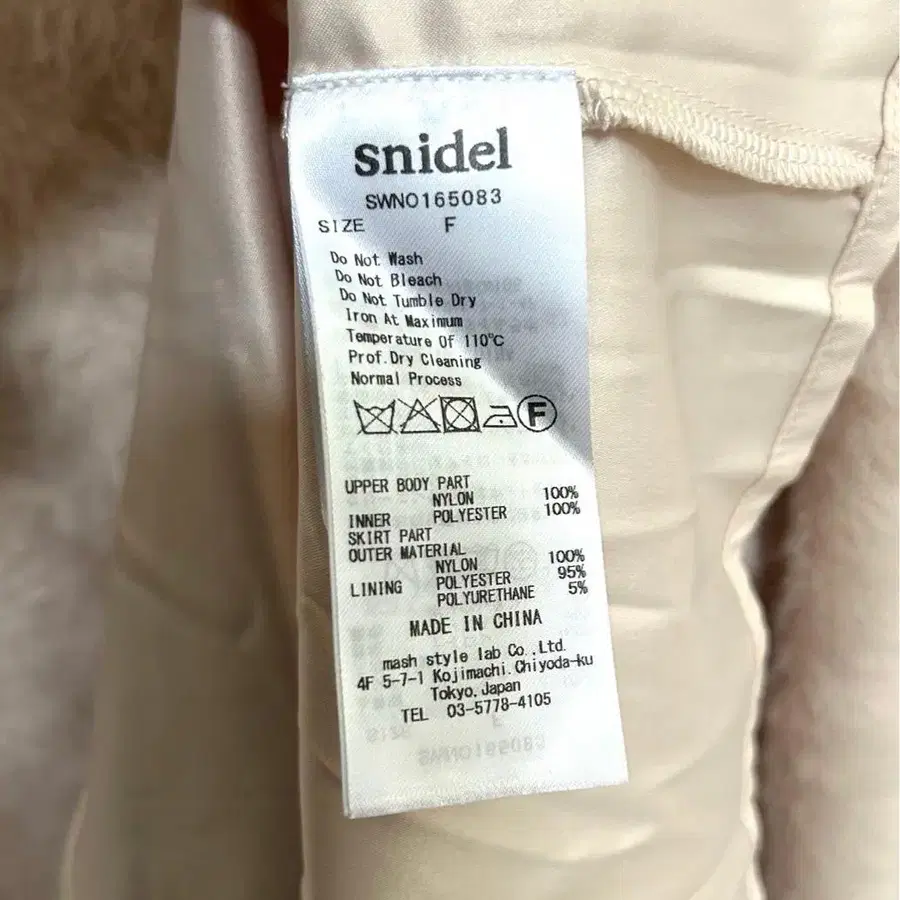 snidel
SWNO165083
SIZE F
Do Not Wash
Do Not Bleach
Do Not Tumble Dry
Iron At Maximum
Temperature Of 110℃
Prof. Dry Cleaning
Normal Process
F
UPPER BODY PART
NYLON 100%
INNER POLYESTER 100%
SKIRT PART
OUTER MATERIAL
NYLON 100%
LINING POLYESTER 95%
POLYURETHANE 5%
MADE IN CHINA
mash style lab Co.,Ltd.
4F 5-7-1 Kojimachi.Chiyoda-ku
Tokyo.Japan
TEL 03-5778-4105